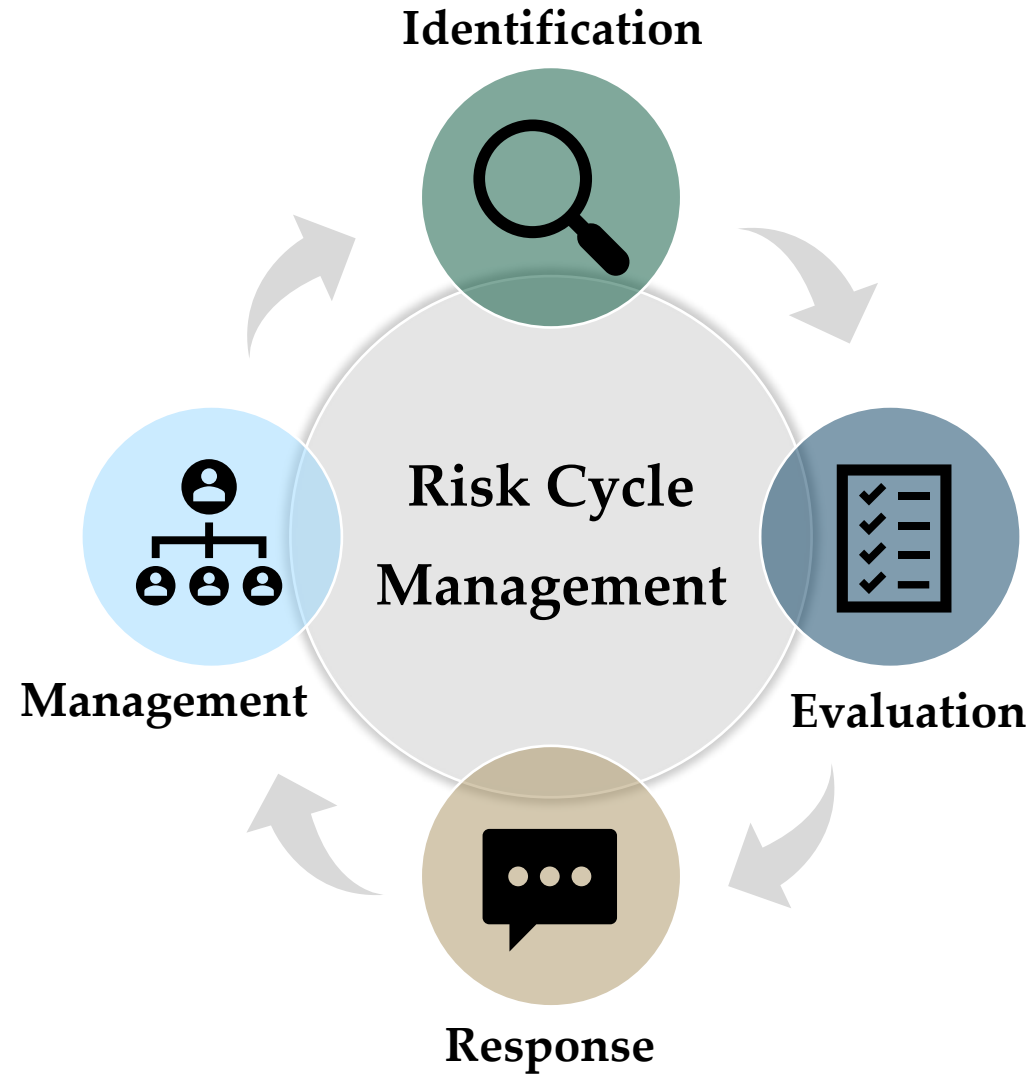 Identification
Risk Cycle
Management
Management
Evaluation
Response